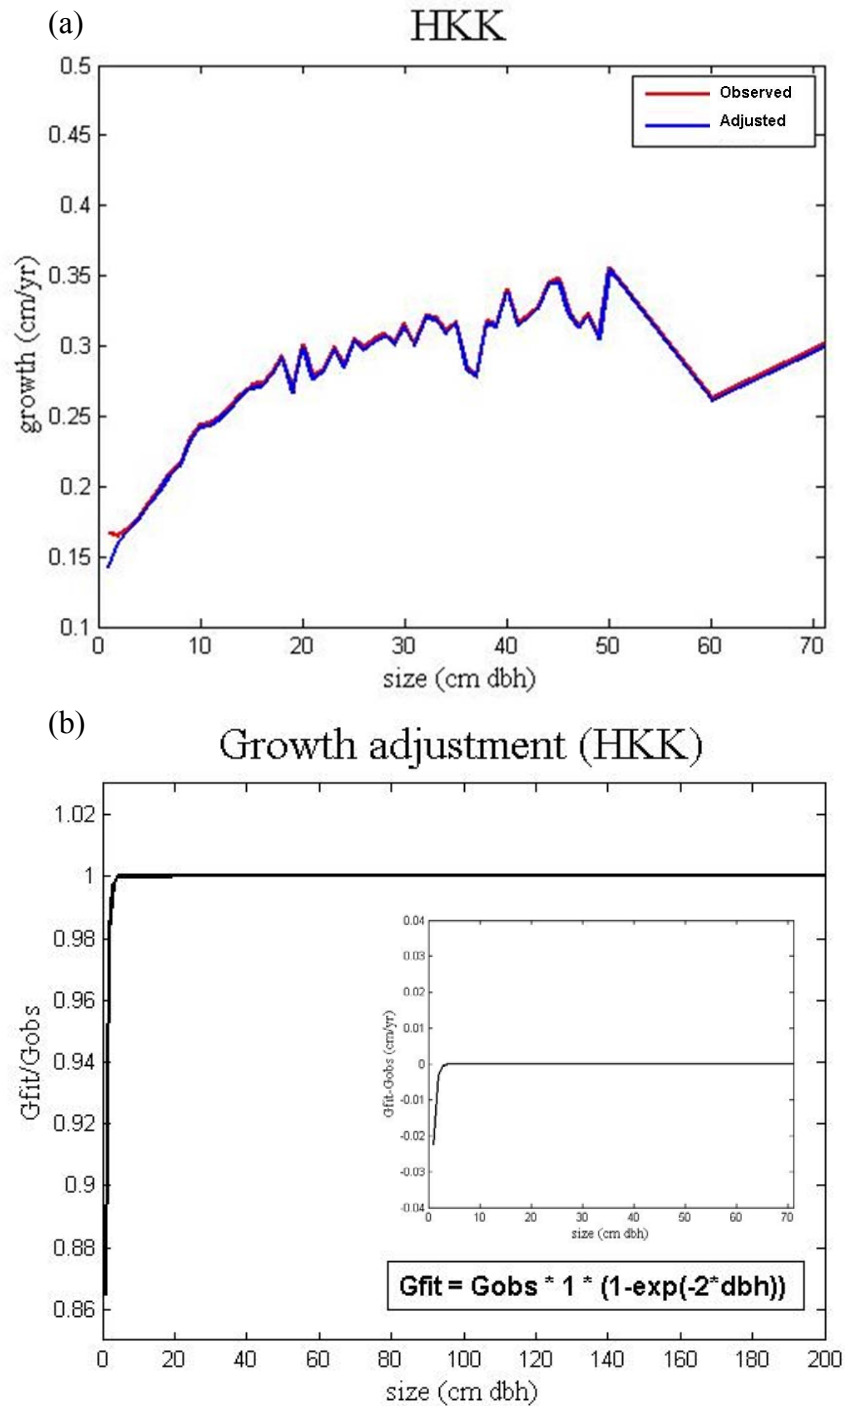 (a)
HKK
0.5
0.45
0.4
0.35
0.3
0.25
0.2
0.15
0.1
growth (cm/yr)
Observed
Adjusted
0 10 20 30 40 50 60 70
size (cm dbh)
(b)
Growth adjustment (HKK)
1.02
1
0.98
0.96
0.94
0.92
0.9
0.88
0.86
Gfit/Gobs
0.04
0.03
0.02
0.01
0
-0.01
-0.02
-0.03
-0.04
Gfit-Gobs (cm/yr)
0 10 20 30 40 50 60 70
size (cm dbh)
Gfit = Gobs * 1 * (1-exp(-2*dbh))
0 20 40 60 80 100 120 140 160 180 200
size (cm dbh)